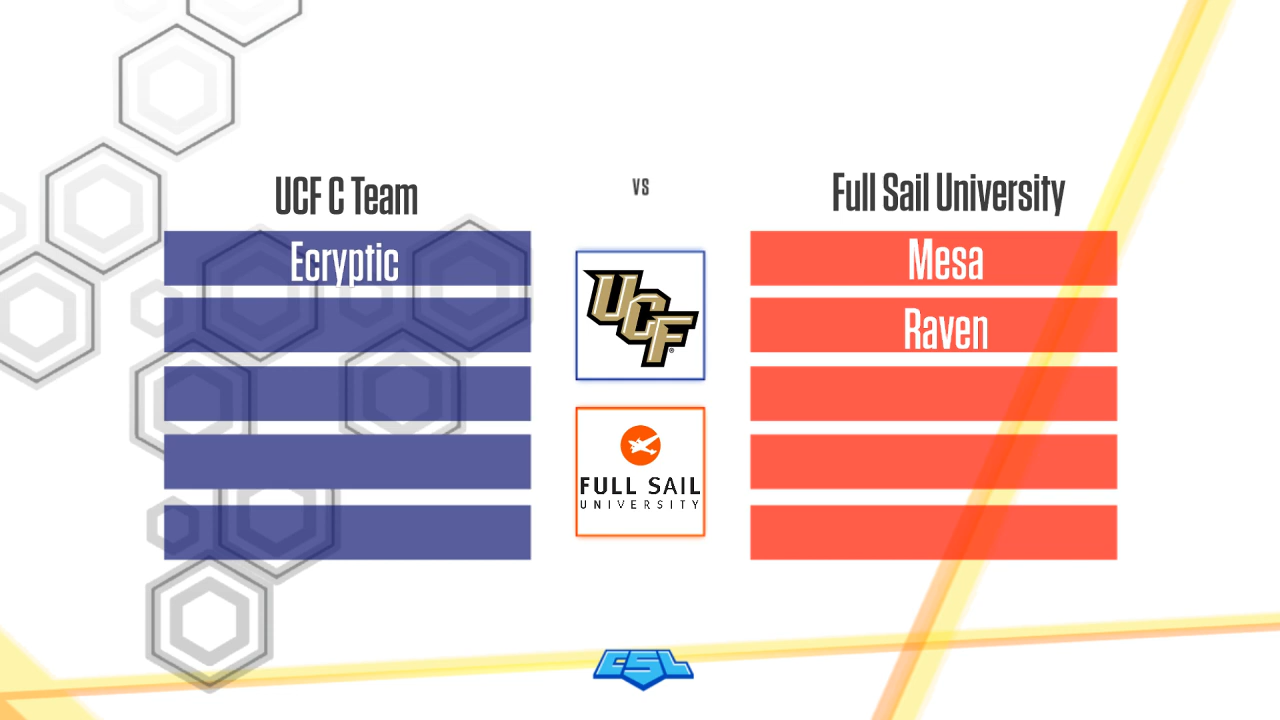 UCF C Team
vs
Full Sail University
Ecryptic
Mesa
Raven
UCF
FULL SAIL
UNIVERSITY
CSL